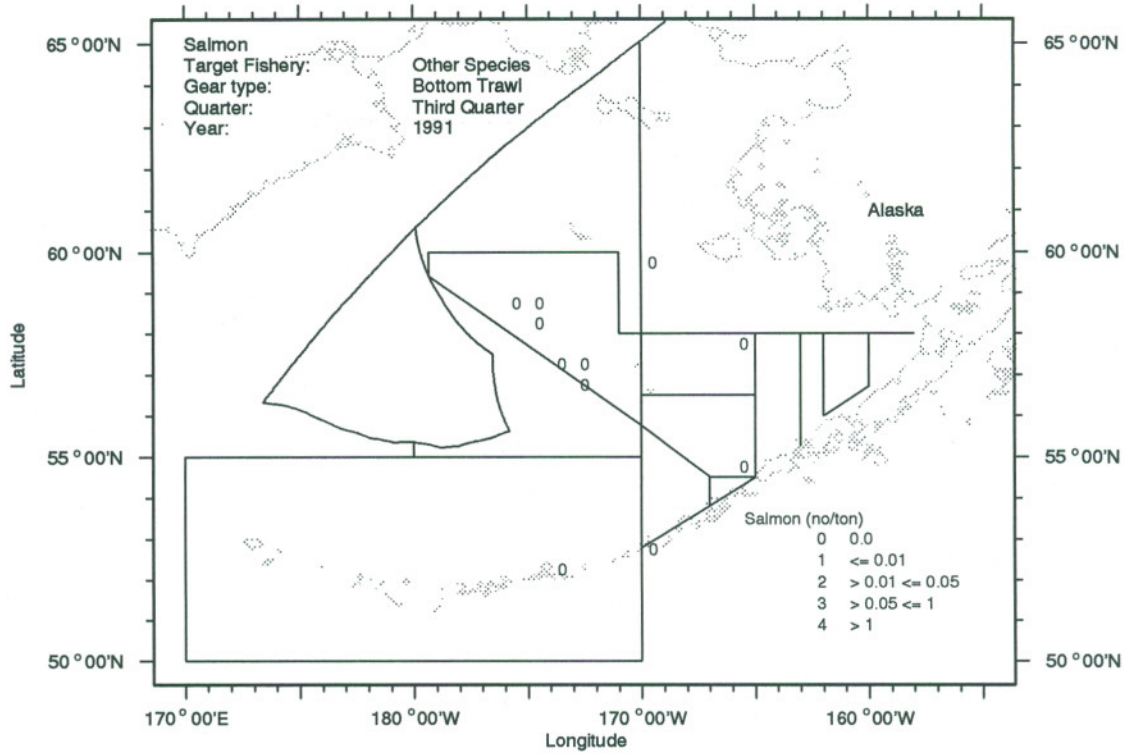 65°00'N
Salmon
Target Fishery: Other Species
Gear type: Bottom Trawl
Quarter: Third Quarter
Year: 1991
65°00'N
Alaska
60°00'N
0
60°00'N
0 0
0
0
0 0
0
Latitude
55°00'N
0
55°00'N
Salmon (no/ton)
0 0.0
1 <= 0.01
2 > 0.01 <= 0.05
3 > 0.05 <= 1
4 > 1
0
0
50°00'N
50°00'N
170°00'E
180°00'W
170°00'W
160°00'W
Longitude